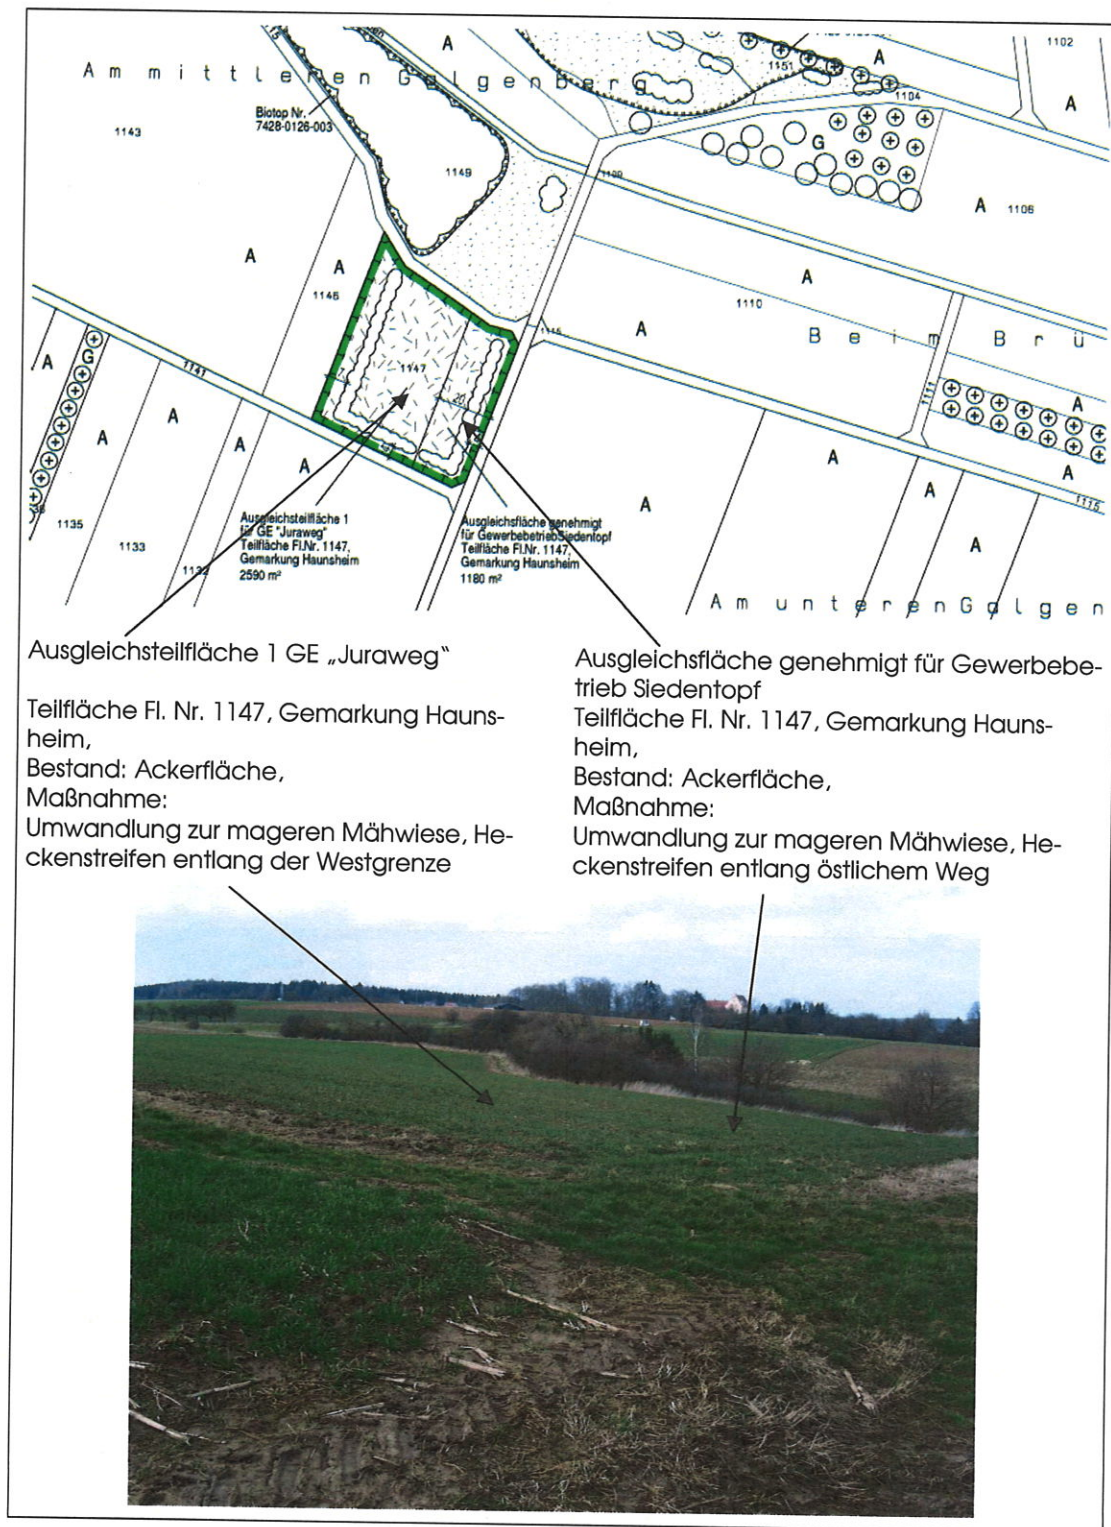 A
1102
1151
A
1104
A
Am mittleren Galgenberg
Biotop Nr.
7428-0126-003
1143
1149
G
1109
A 1106
A
A
1146
1110
A
1115
A
Beim Brü
1147
1111
A
G
A
1141
7
20
A
A
A
A
A
A
A
A
1115
A
1135
1133
1132
Ausgleichsteilfläche 1
für GE "Juraweg"
Teilfläche Fl.Nr. 1147,
Gemarkung Haunsheim
2590 m²
Ausgleichsfläche genehmigt
für Gewerbebetrieb Siedentopf
Teilfläche Fl.Nr. 1147,
Gemarkung Haunsheim
1180 m²
Am unteren Galgen
Ausgleichsteilfläche 1 GE „Juraweg“
Teilfläche Fl. Nr. 1147, Gemarkung Hauns-
heim,
Bestand: Ackerfläche,
Maßnahme:
Umwandlung zur mageren Mähwiese, He-
ckenstreifen entlang der Westgrenze
Ausgleichsfläche genehmigt für Gewerbebe-
trieb Siedentopf
Teilfläche Fl. Nr. 1147, Gemarkung Hauns-
heim,
Bestand: Ackerfläche,
Maßnahme:
Umwandlung zur mageren Mähwiese, He-
ckenstreifen entlang östlichem Weg